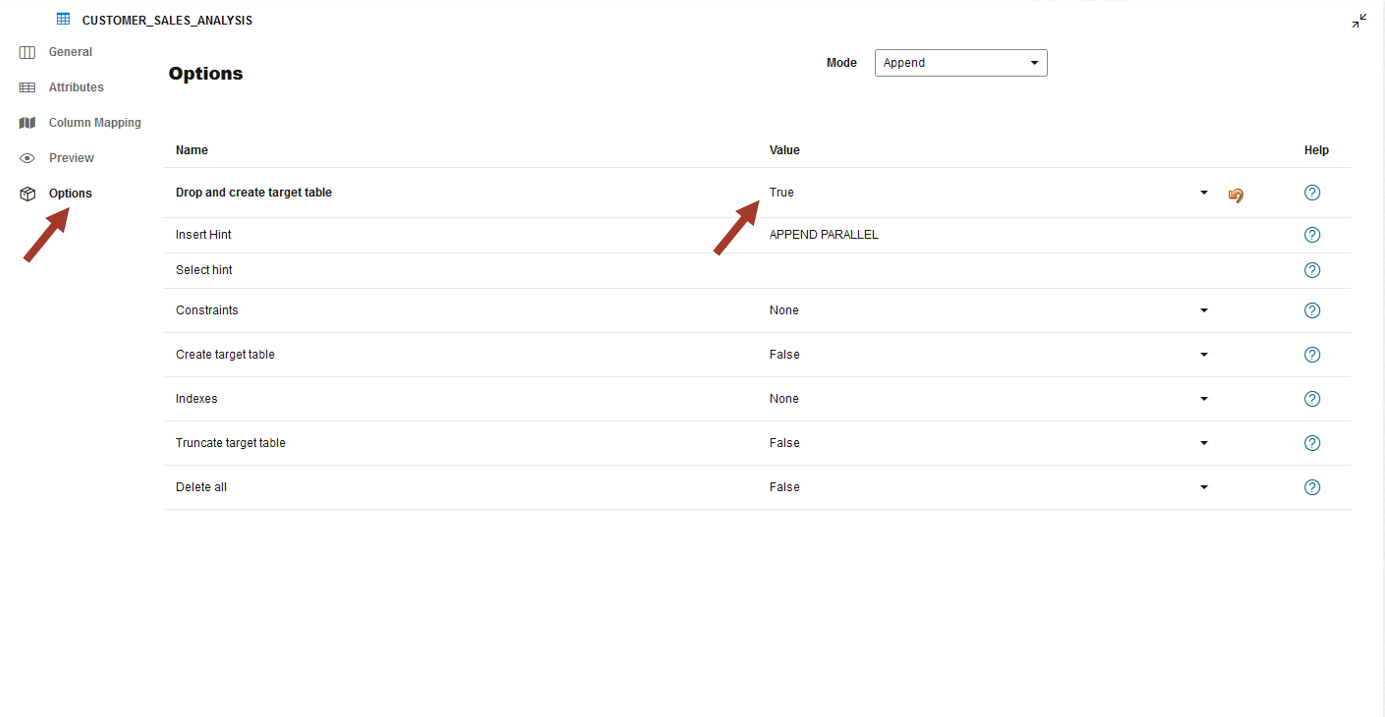 CUSTOMER_SALES_ANALYSIS
General
Attributes
Column Mapping
Preview
Options
Options
Mode Append
Name Value Help
Drop and create target table True
Insert Hint APPEND PARALLEL
Select hint
Constraints None
Create target table False
Indexes None
Truncate target table False
Delete all False